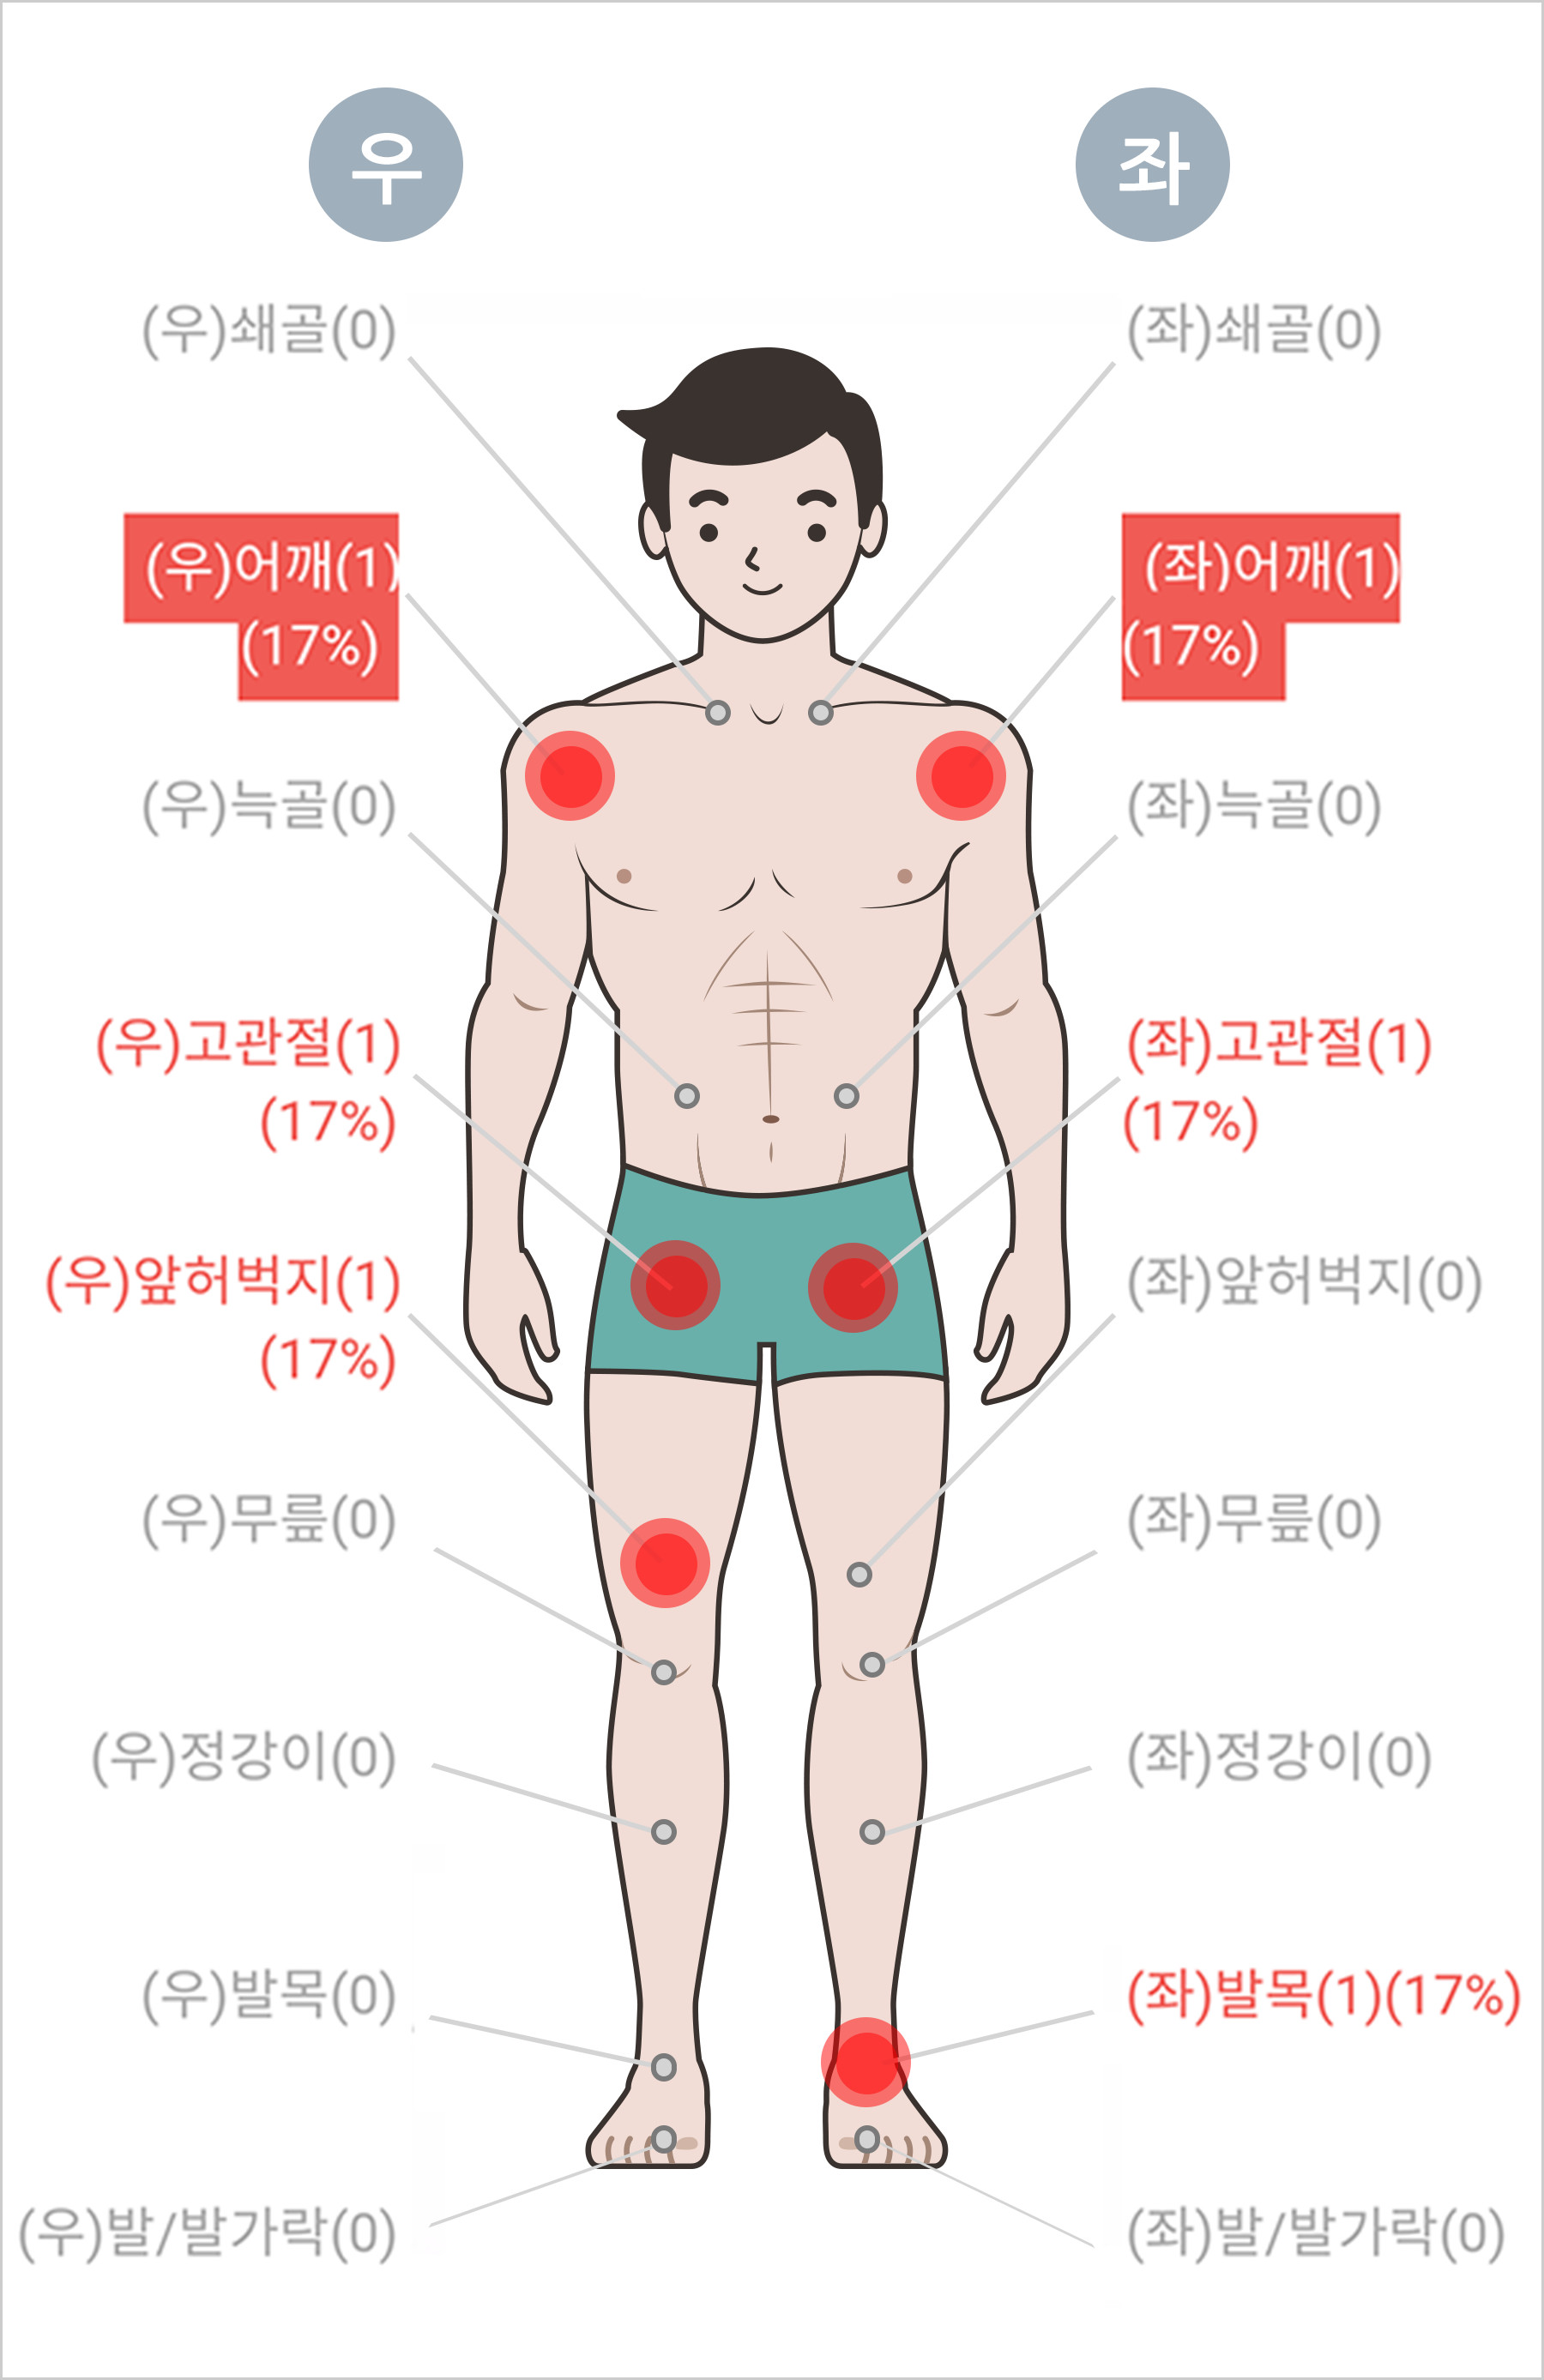 우
좌
(우)쇄골(0)
(좌)쇄골(0)
(우)어깨(1)
(17%)
(좌)어깨(1)
(17%)
(우)늑골(0)
(좌)늑골(0)
(우)고관절(1)
(17%)
(좌)고관절(1)
(17%)
(우)앞허벅지(1)
(17%)
(좌)앞허벅지(0)
(우)무릎(0)
(좌)무릎(0)
(우)정강이(0)
(좌)정강이(0)
(우)발목(0)
(좌)발목(1)(17%)
(우)발/발가락(0)
(좌)발/발가락(0)